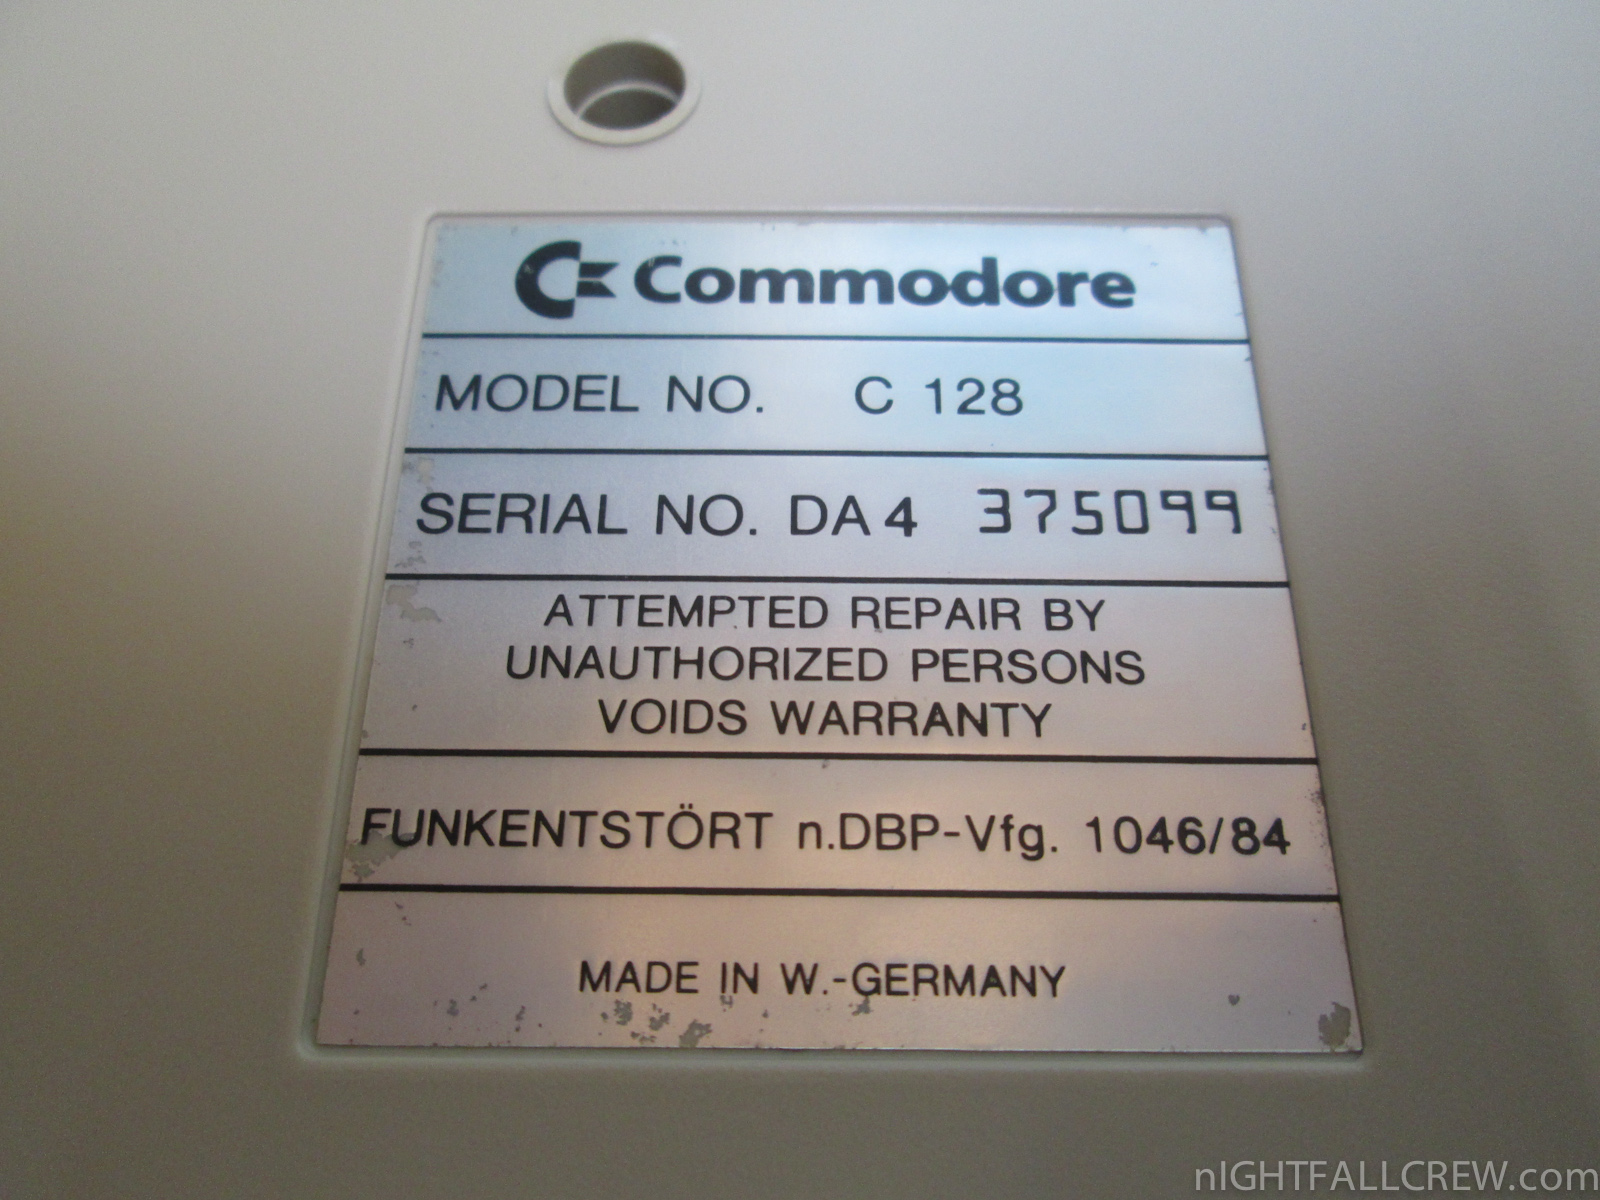 Commodore
MODEL NO. C 128
SERIAL NO. DA4 375099
ATTEMPTED REPAIR BY
UNAUTHORIZED PERSONS
VOIDS WARRANTY
FUNKENTSTÖRT n.DBP-Vfg. 1046/84
MADE IN W.-GERMANY
nIGHTFALLCREW.com